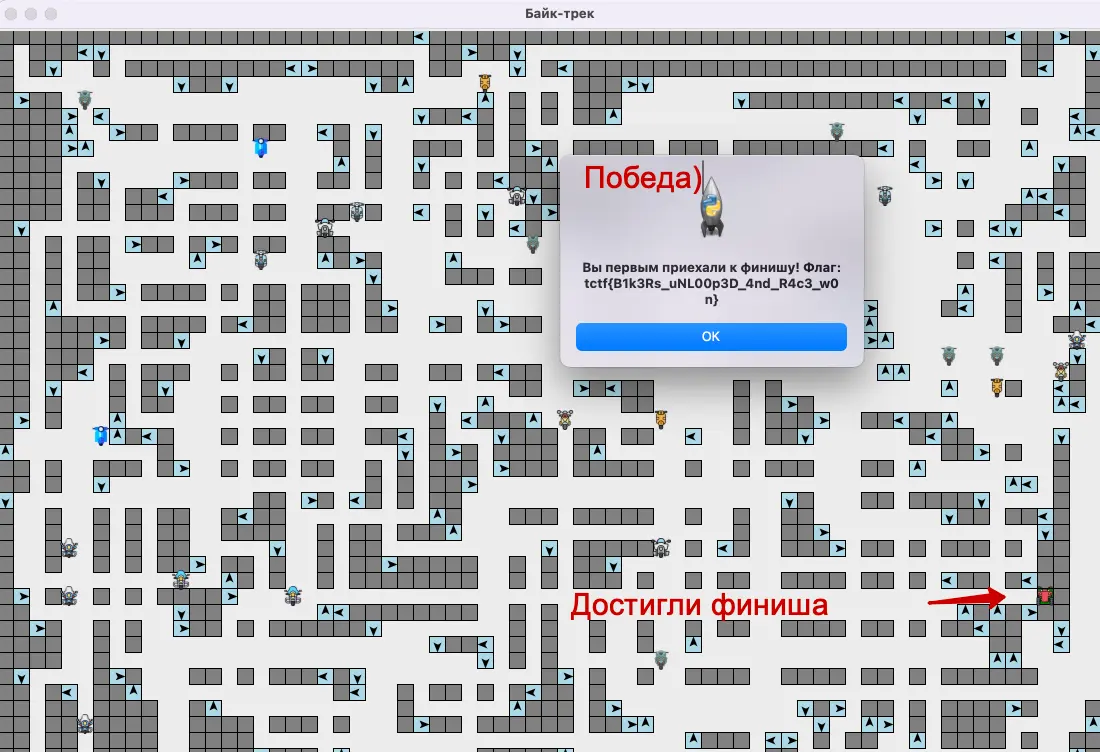 Байк-трек
Победа)
Вы первым приехали к финишу! Флаг:
tctf{B1k3Rs_uNL00p3D_4nd_R4c3_w0
n}
OK
Достигли финиша